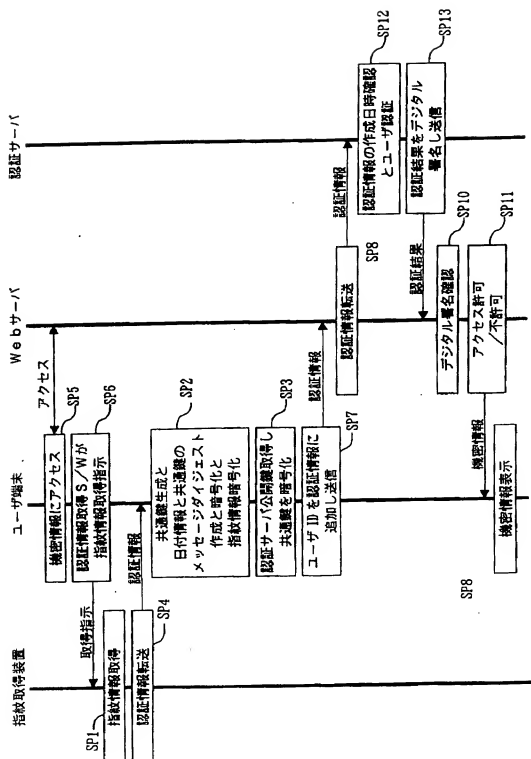 指紋取得装置
ユーザ端末
Webサーバ
認証サーバ
アクセス
機密情報にアクセス
SP5
認証情報取得S/Wが
指紋情報取得指示
SP6
取得指示
SP1
指紋情報取得
認証情報転送
SP4
認証情報
共通鍵生成と
日付情報と共通鍵の
メッセージダイジェスト
作成と暗号化と
指紋情報暗号化
SP2
認証サーバ公開鍵取得し
共通鍵を暗号化
SP3
ユーザIDを認証情報に
追加し送信
SP7
認証情報
認証情報転送
SP8
認証情報
認証情報の作成日時確認
とユーザ認証
SP12
認証結果をデジタル
署名し送信
SP13
認証結果
デジタル署名確認
SP10
アクセス許可
/不許可
SP11
機密情報
機密情報表示
SP8